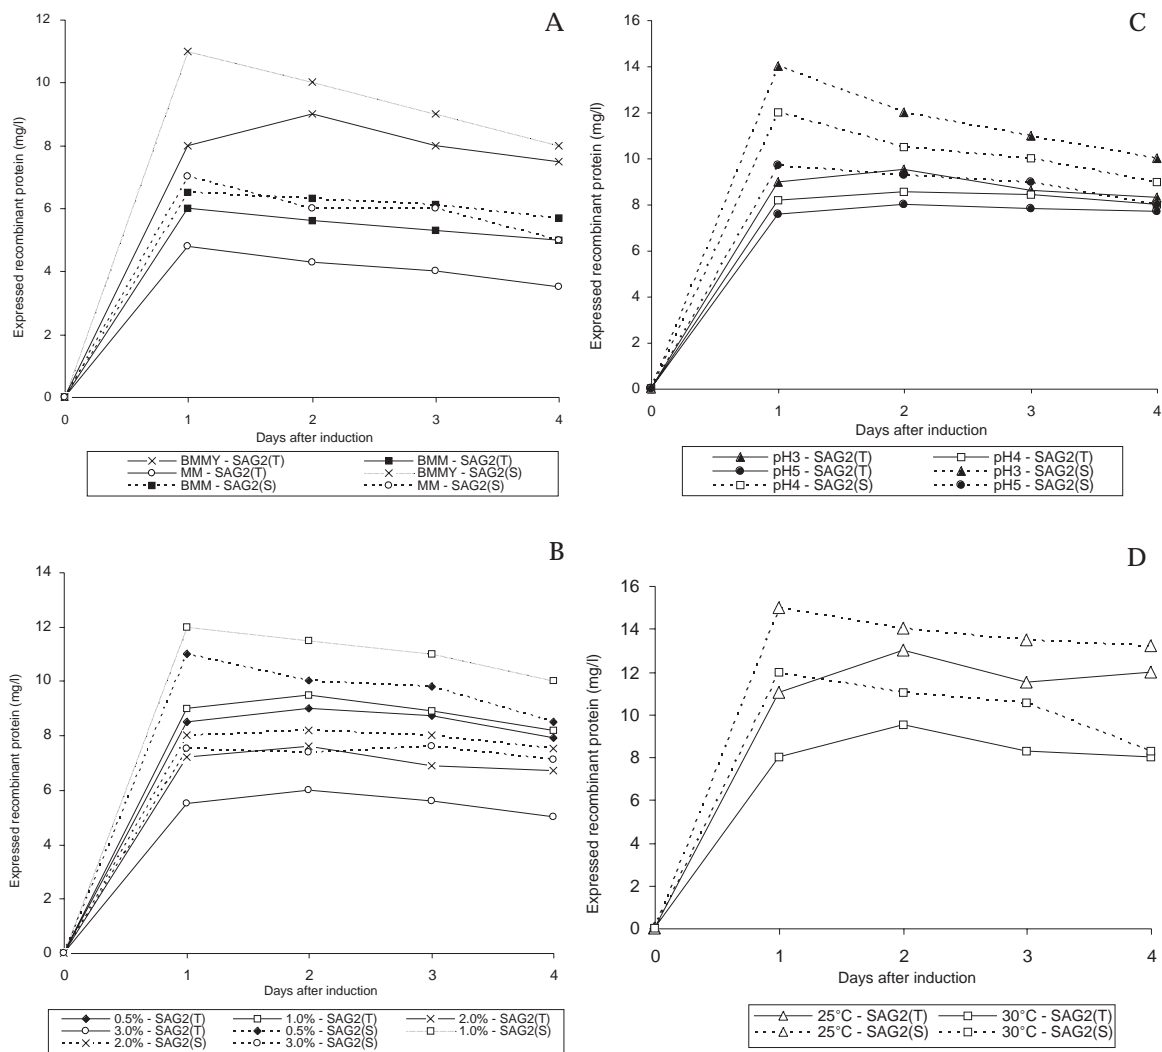 A
Expressed recombinant protein (mg/l)
12
10
8
6
4
2
0
0 1 2 3 4
Days after induction
BMMY - SAG2(T) BMM - SAG2(T)
MM - SAG2(T) BMMY - SAG2(S)
BMM - SAG2(S) MM - SAG2(S)
C
Expressed recombinant protein (mg/l)
16
14
12
10
8
6
4
2
0
0 1 2 3 4
Days after induction
pH3 - SAG2(T) pH4 - SAG2(T)
pH5 - SAG2(T) pH3 - SAG2(S)
pH4 - SAG2(S) pH5 - SAG2(S)
B
Expressed recombinant protein (mg/l)
14
12
10
8
6
4
2
0
0 1 2 3 4
Days after induction
0.5% - SAG2(T) 1.0% - SAG2(T) 2.0% - SAG2(T)
3.0% - SAG2(T) 0.5% - SAG2(S) 1.0% - SAG2(S)
2.0% - SAG2(S) 3.0% - SAG2(S)
D
Expressed recombinant protein (mg/l)
16
14
12
10
8
6
4
2
0
0 1 2 3 4
Days after induction
25°C - SAG2(T) 30°C - SAG2(T)
25°C - SAG2(S) 30°C - SAG2(S)